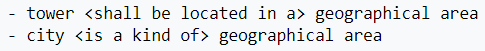 - tower <shall be located in a> geographical area
- city <is a kind of> geographical area